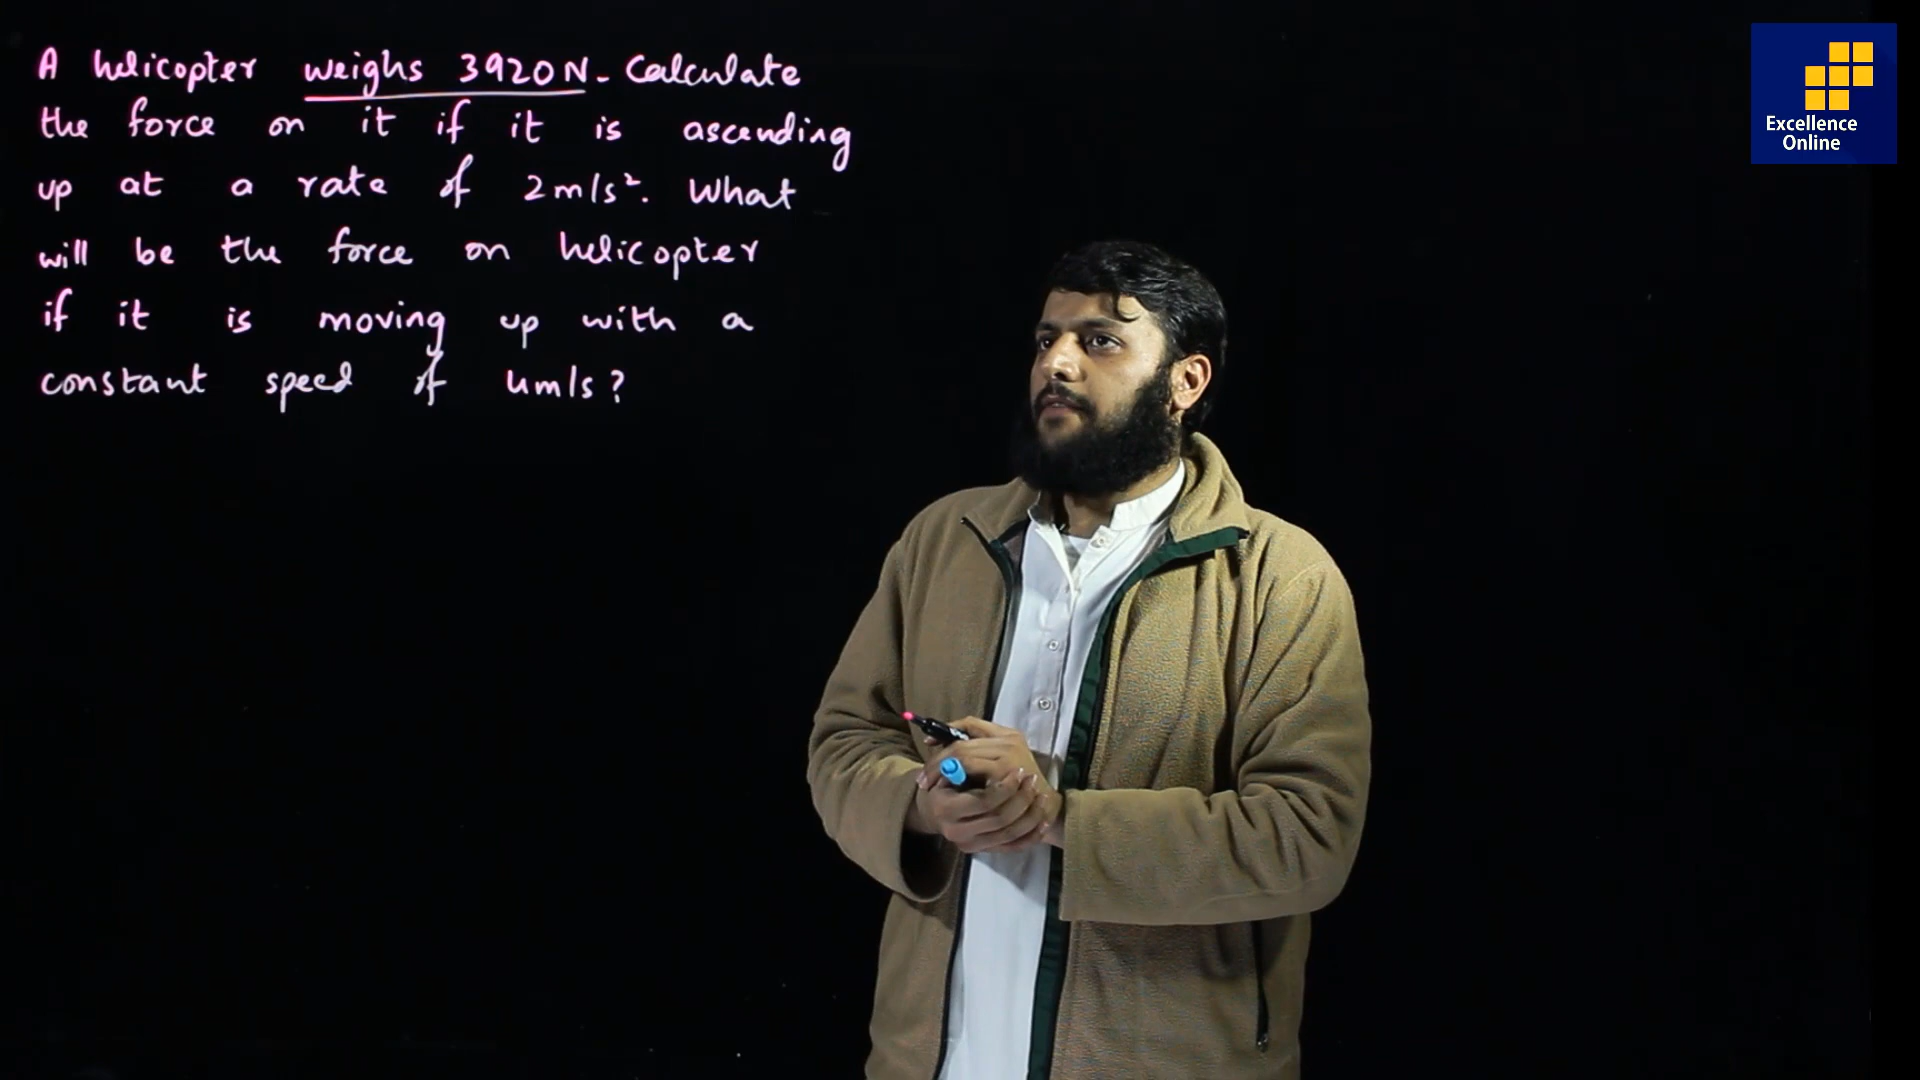 A helicopter weighs 3920N. Calculate
the force on it if it is ascending
up at a rate of 2m/s². What
will be the force on helicopter
if it is moving up with a
constant speed of 4m/s?
Excellence
Online